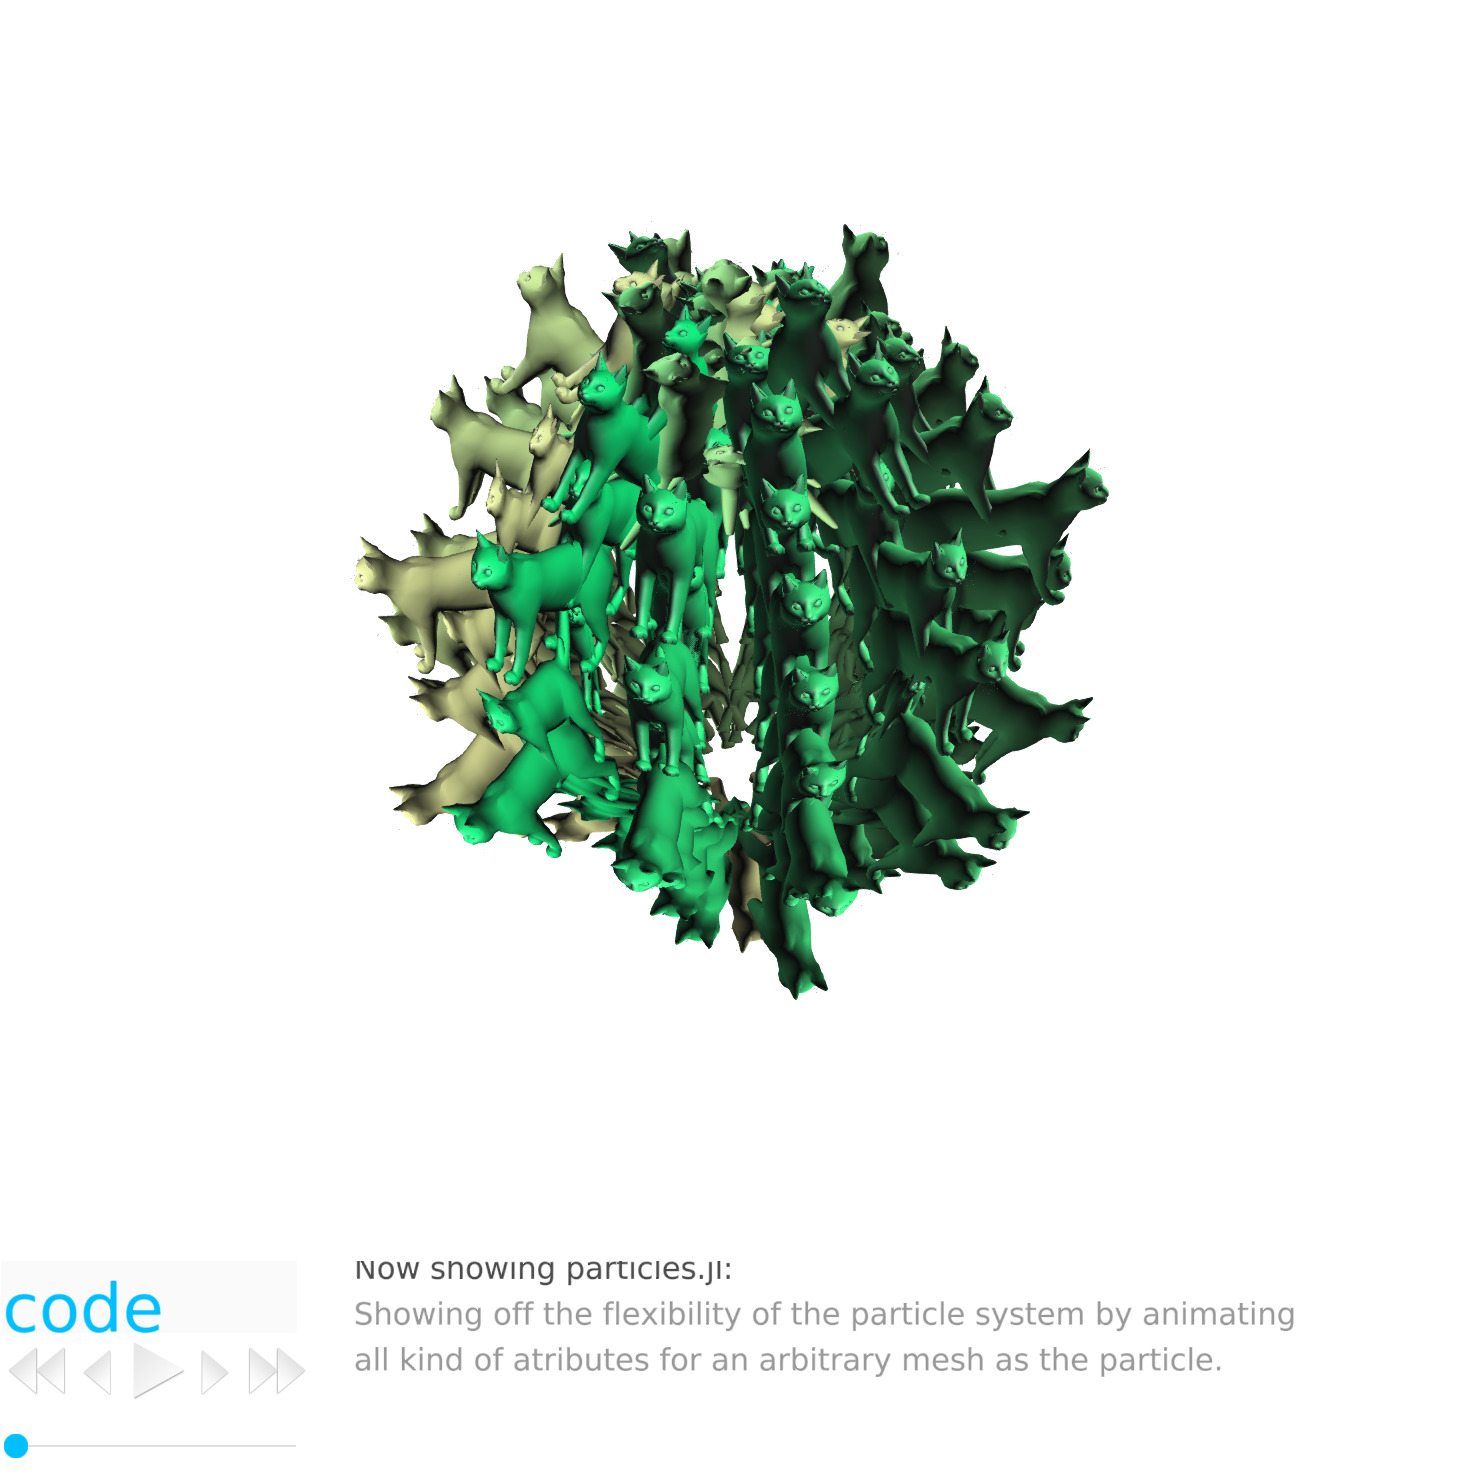 code
Now showing particles.jl:
Showing off the flexibility of the particle system by animating
all kind of atributes for an arbitrary mesh as the particle.